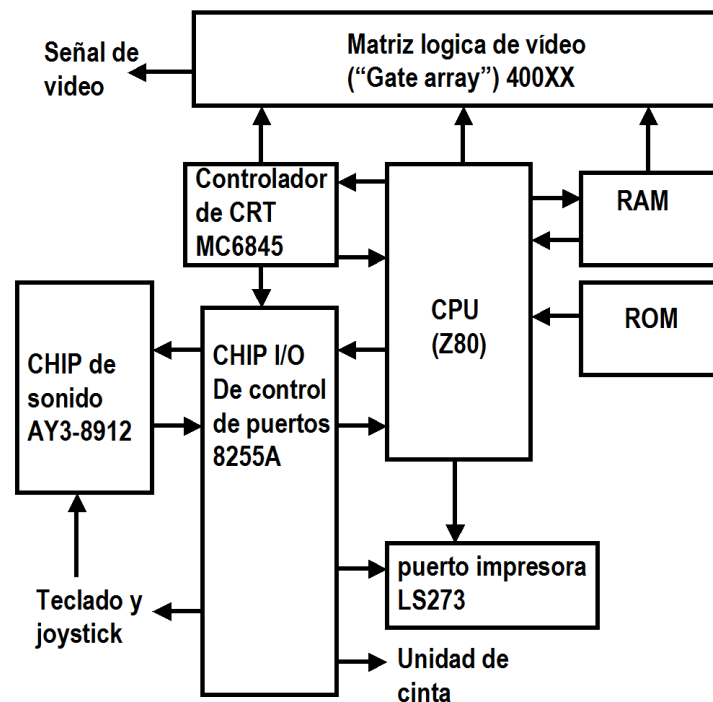 Señal de
video
Matriz logica de vídeo
(“Gate array”) 400XX
Controlador
de CRT
MC6845
RAM
CPU
(Z80)
ROM
CHIP de
sonido
AY3-8912
CHIP I/O
De control
de puertos
8255A
puerto impresora
LS273
Teclado y
joystick
Unidad de
cinta